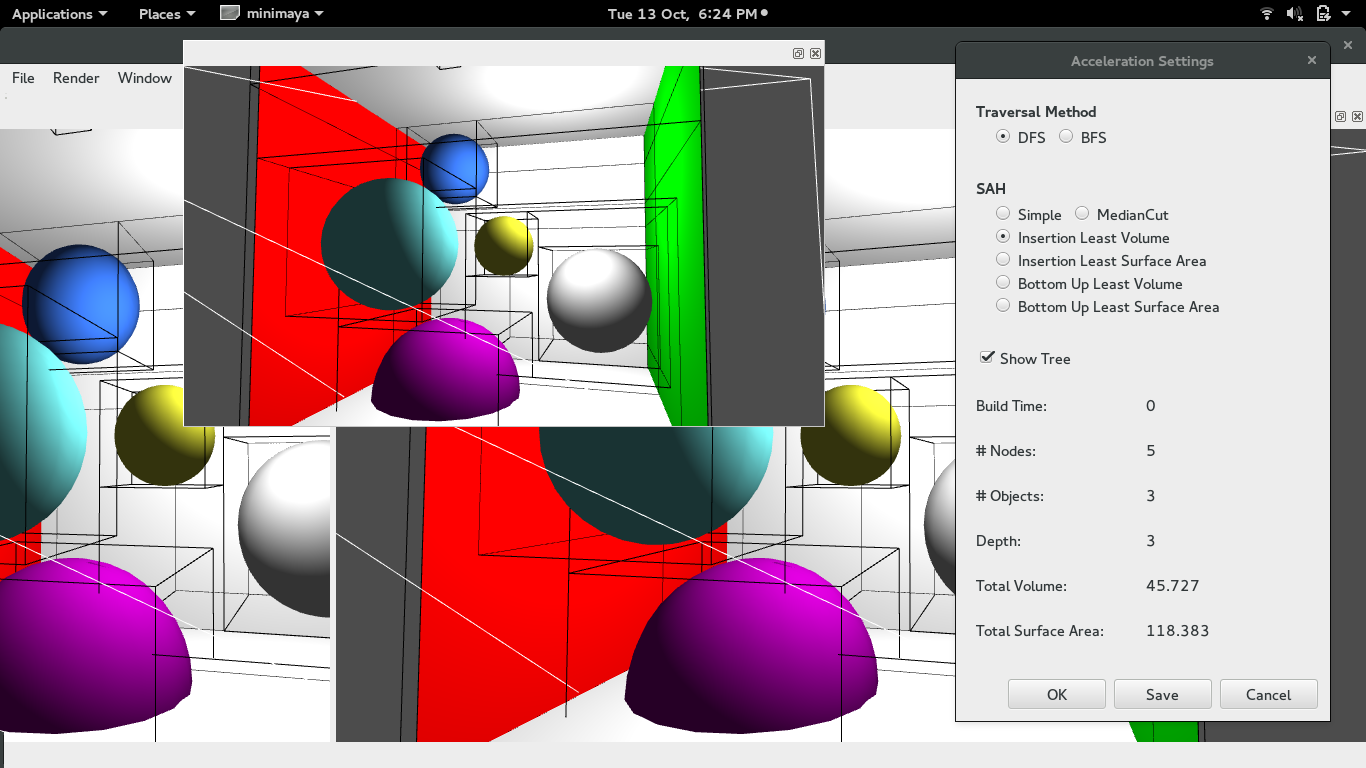 Applications Places minimaya Tue 13 Oct, 6:24 PM
File Render Window
Acceleration Settings
Traversal Method
DFS BFS
SAH
Simple MedianCut
Insertion Least Volume
Insertion Least Surface Area
Bottom Up Least Volume
Bottom Up Least Surface Area
Show Tree
Build Time: 0
# Nodes: 5
# Objects: 3
Depth: 3
Total Volume: 45.727
Total Surface Area: 118.383
OK Save Cancel